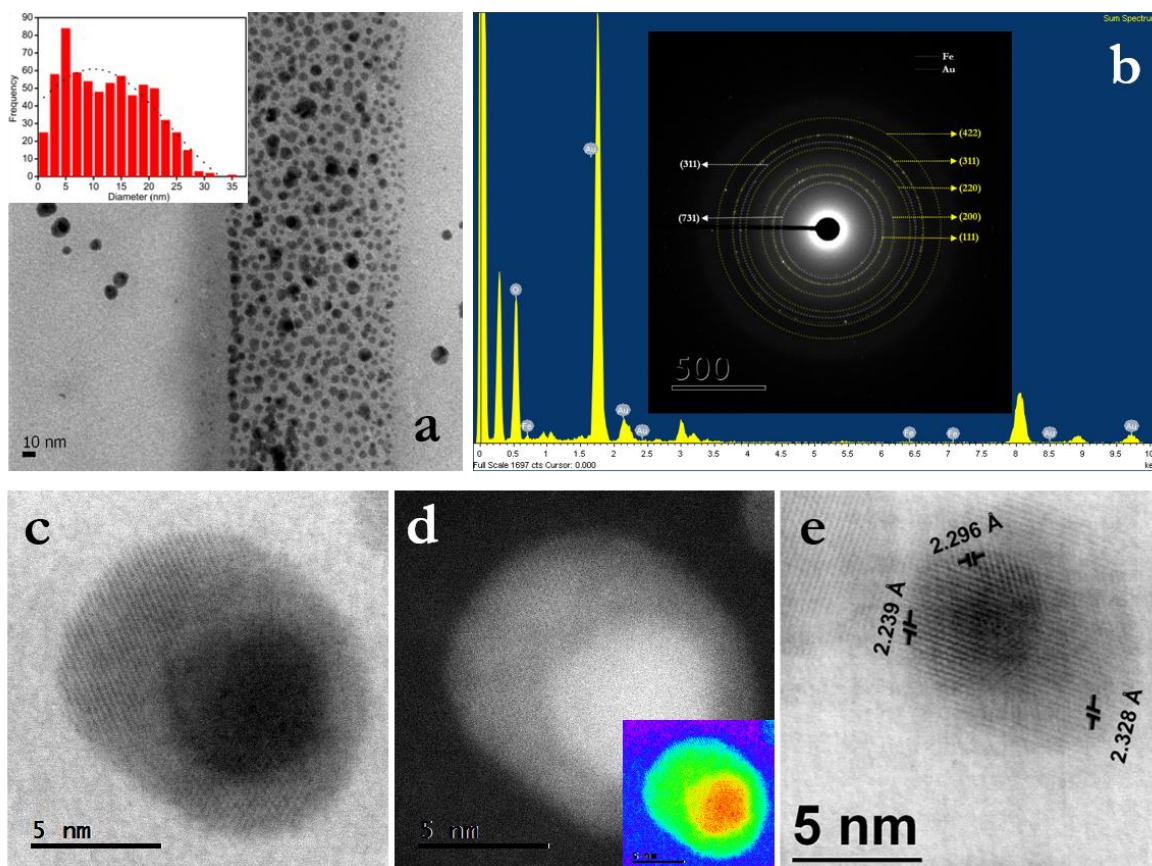 90
80
70
60
50
40
30
20
10
0
Frequency
0 5 10 15 20 25 30 35
Diameter (nm)
10 nm
a
Sum Spectrum
b
Fe
Au
(422)
(311)
(220)
(200)
(111)
(311)
(731)
500
Au
O
Fe
Au
Au
Fe
Fe
Au
Au
0 0.5 1 1.5 2 2.5 3 3.5 4 4.5 5 5.5 6 6.5 7 7.5 8 8.5 9 9.5 10
Full Scale 1697 cts Cursor: 0.000
ke
c
5 nm
d
5 nm
5 nm
e
2.296 Å
2.239 Å
2.328 Å
5 nm